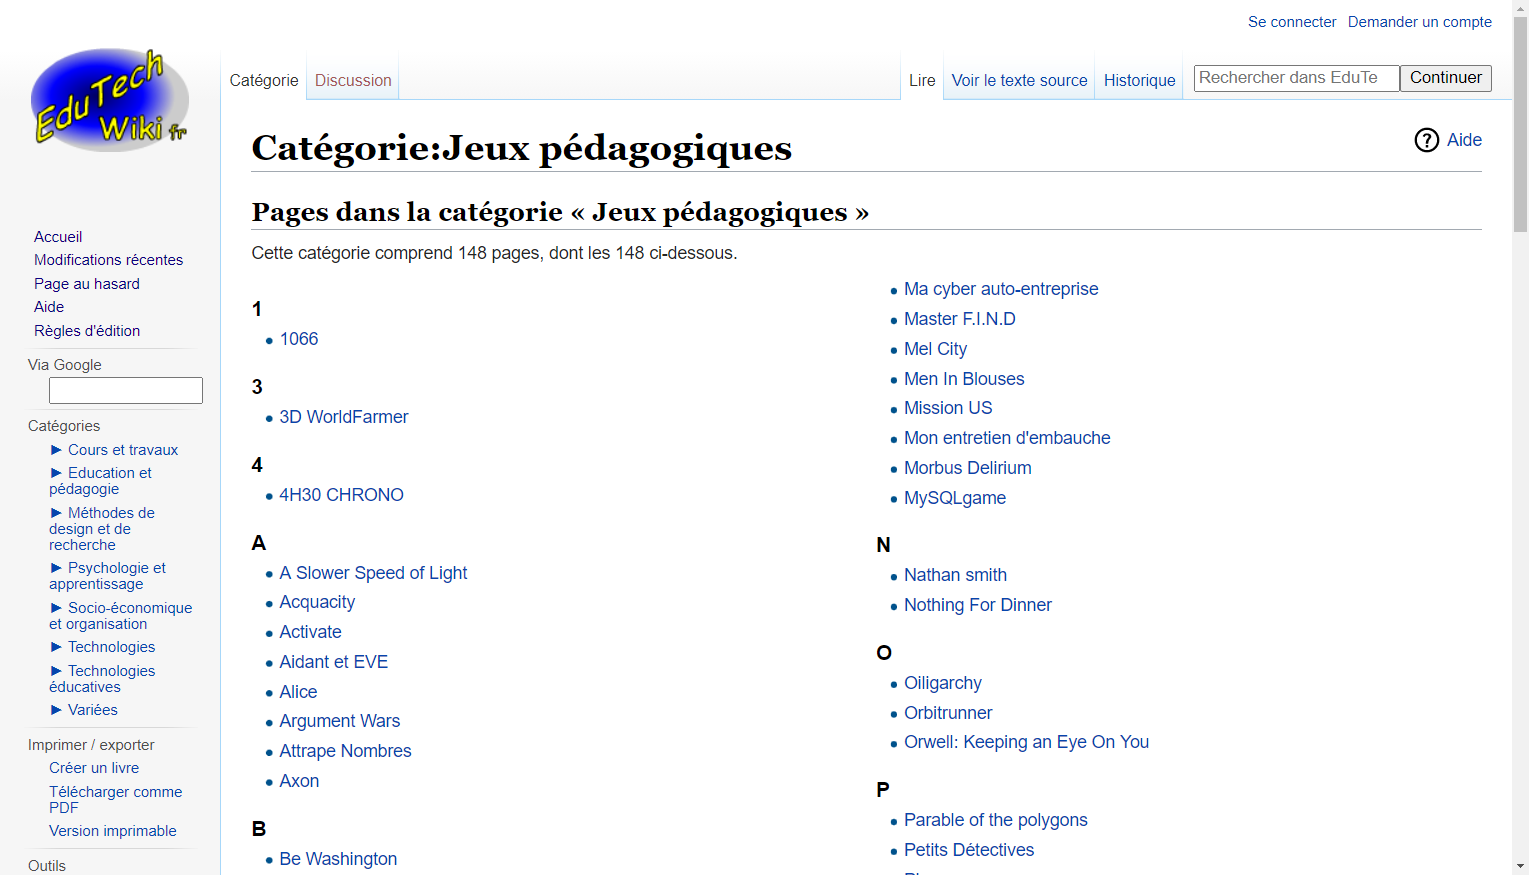 Se connecter Demander un compte
EduTech
Wiki fr
Catégorie Discussion Lire Voir le texte source Historique Rechercher dans EduTe Continuer
Catégorie:Jeux pédagogiques
Aide
Pages dans la catégorie « Jeux pédagogiques »
Cette catégorie comprend 148 pages, dont les 148 ci-dessous.
Accueil
Modifications récentes
Page au hasard
Aide
Règles d'édition
Via Google
Catégories
► Cours et travaux
► Education et
pédagogie
► Méthodes de
design et de
recherche
► Psychologie et
apprentissage
► Socio-économique
et organisation
► Technologies
► Technologies
éducatives
► Variées
Imprimer / exporter
Créer un livre
Télécharger comme
PDF
Version imprimable
Outils
1
• 1066
3
• 3D WorldFarmer
4
• 4H30 CHRONO
A
• A Slower Speed of Light
• Acquacity
• Activate
• Aidant et EVE
• Alice
• Argument Wars
• Attrape Nombres
• Axon
B
• Be Washington
• Ma cyber auto-entreprise
• Master F.I.N.D
• Mel City
• Men In Blouses
• Mission US
• Mon entretien d'embauche
• Morbus Delirium
• MySQLgame
N
• Nathan smith
• Nothing For Dinner
O
• Oiligarchy
• Orbitrunner
• Orwell: Keeping an Eye On You
P
• Parable of the polygons
• Petits Détectives